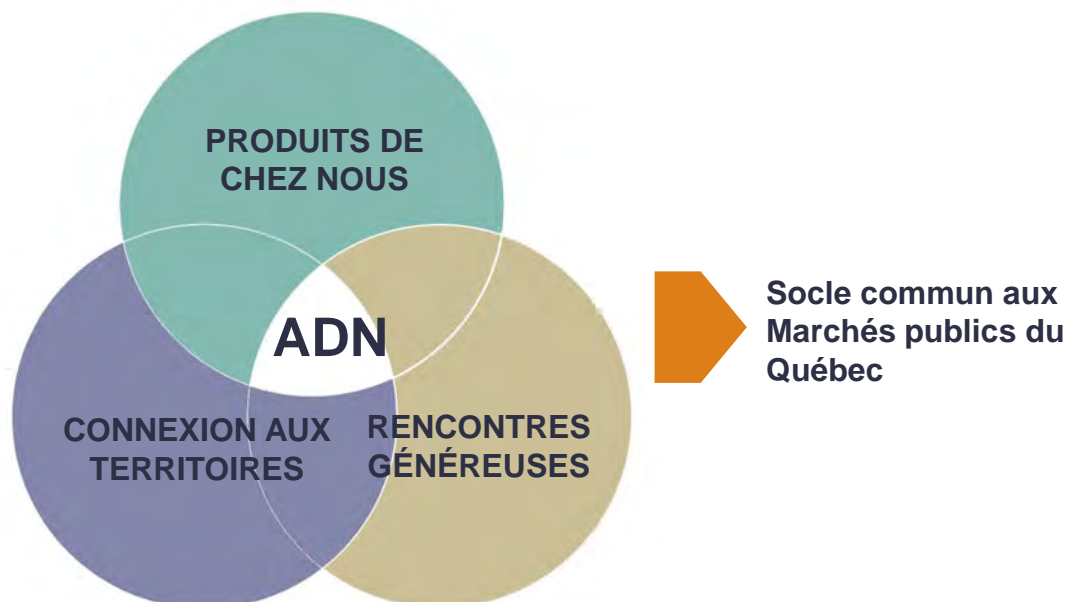 PRODUITS DE
CHEZ NOUS
ADN
CONNEXION AUX
TERRITOIRES
RENCONTRES
GÉNÉREUSES
Socle commun aux
Marchés publics du
Québec